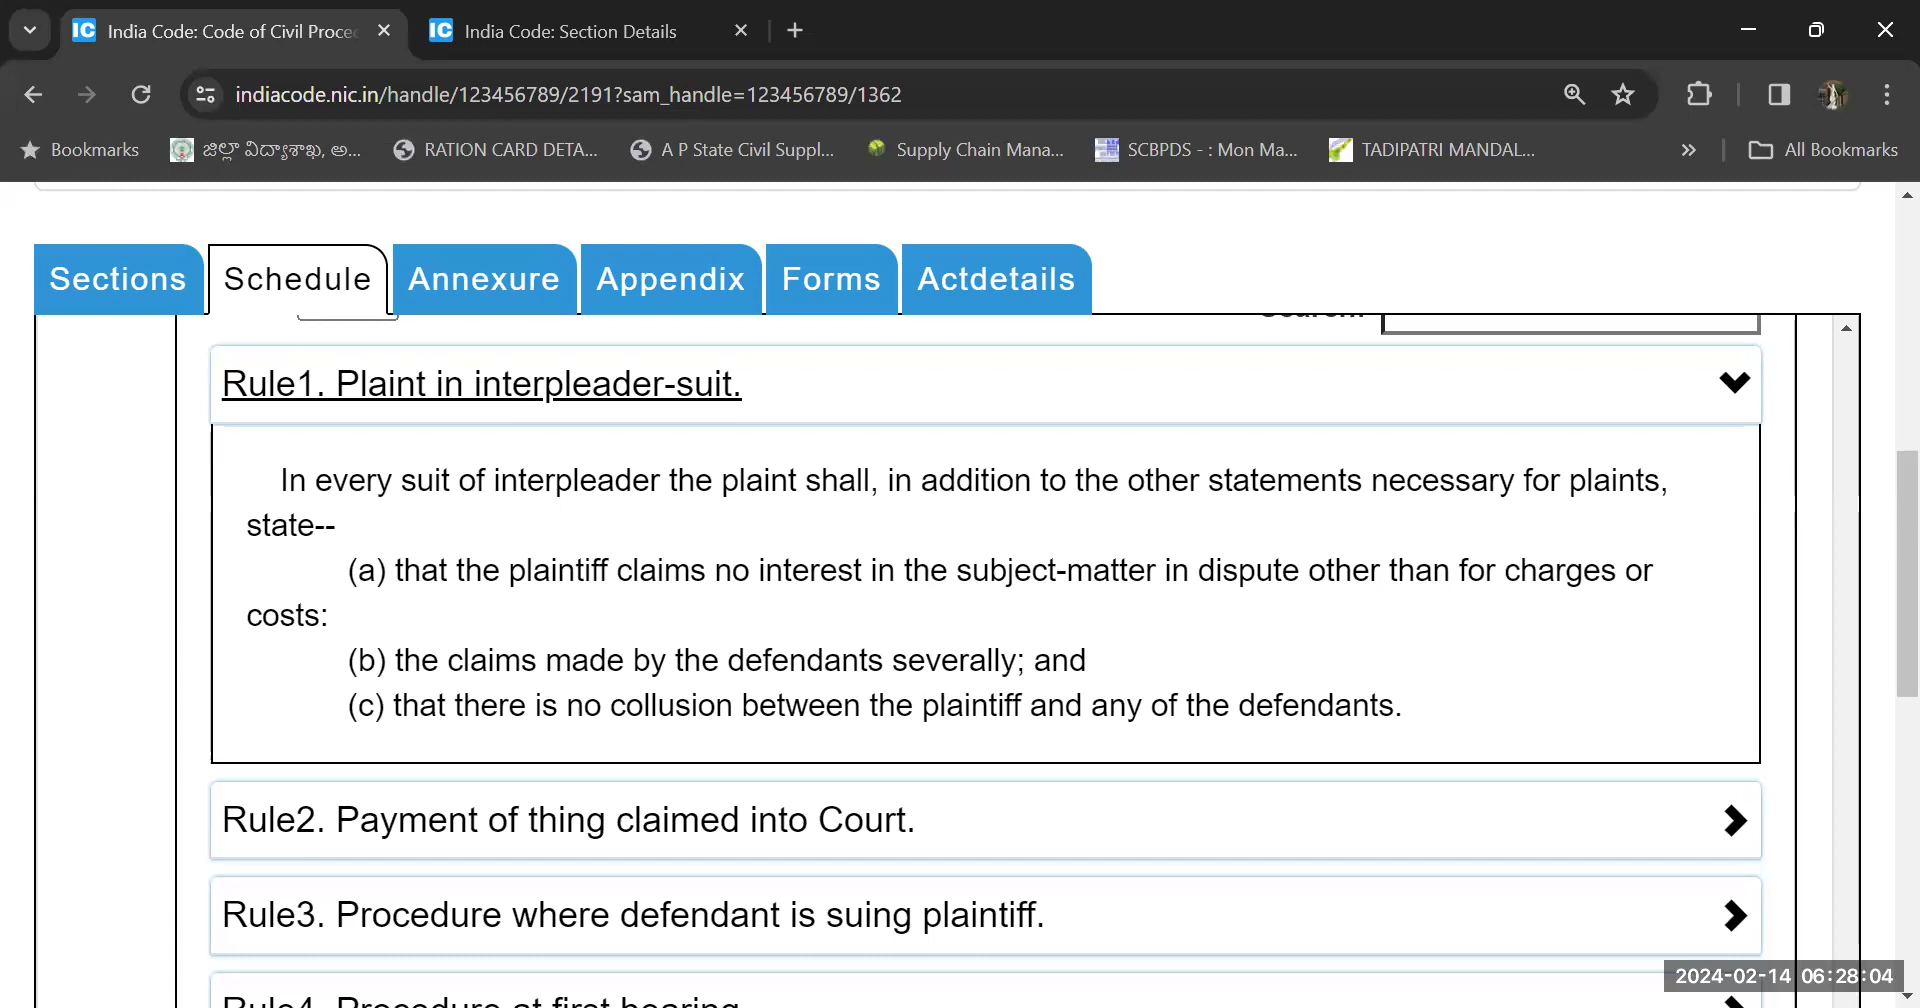 India Code: Code of Civil Proce
India Code: Section Details
indiacode.nic.in/handle/123456789/2191?sam_handle=123456789/1362
Bookmarks
జిల్లా విద్యాశాఖ, అ...
RATION CARD DETA...
A P State Civil Suppl...
Supply Chain Mana...
SCBPDS - : Mon Ma...
TADIPATRI MANDAL...
All Bookmarks
Sections
Schedule
Annexure
Appendix
Forms
Actdetails
Search:
Rule1. Plaint in interpleader-suit.
In every suit of interpleader the plaint shall, in addition to the other statements necessary for plaints,
state--
(a) that the plaintiff claims no interest in the subject-matter in dispute other than for charges or
costs:
(b) the claims made by the defendants severally; and
(c) that there is no collusion between the plaintiff and any of the defendants.
Rule2. Payment of thing claimed into Court.
Rule3. Procedure where defendant is suing plaintiff.
Rule4. Procedure at first hearing.
2024-02-14 06:28:04